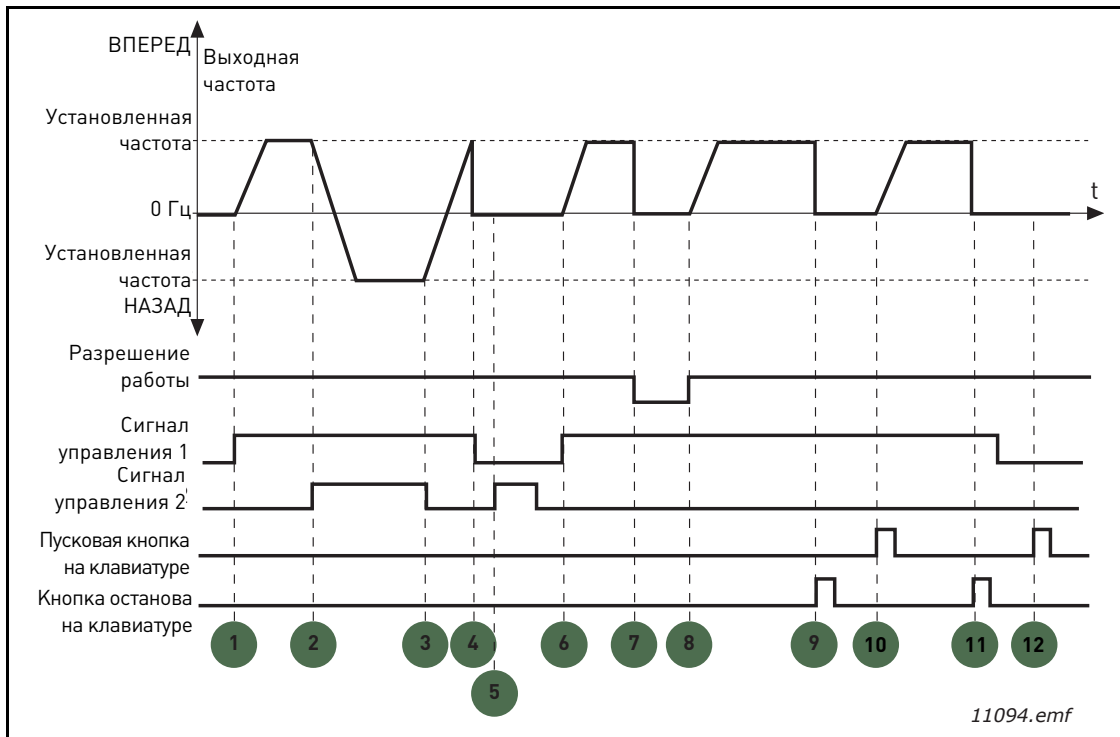 ВПЕРЕД
Выходная
частота
Установленная
частота
t
0 Гц
Установленная
частота
НАЗАД
Разрешение
работы
Сигнал
управления 1
Сигнал
управления 2
Пусковая кнопка
на клавиатуре
Кнопка останова
на клавиатуре
1 2 3 4 6 7 8 9 10 11 12
5
11094.emf